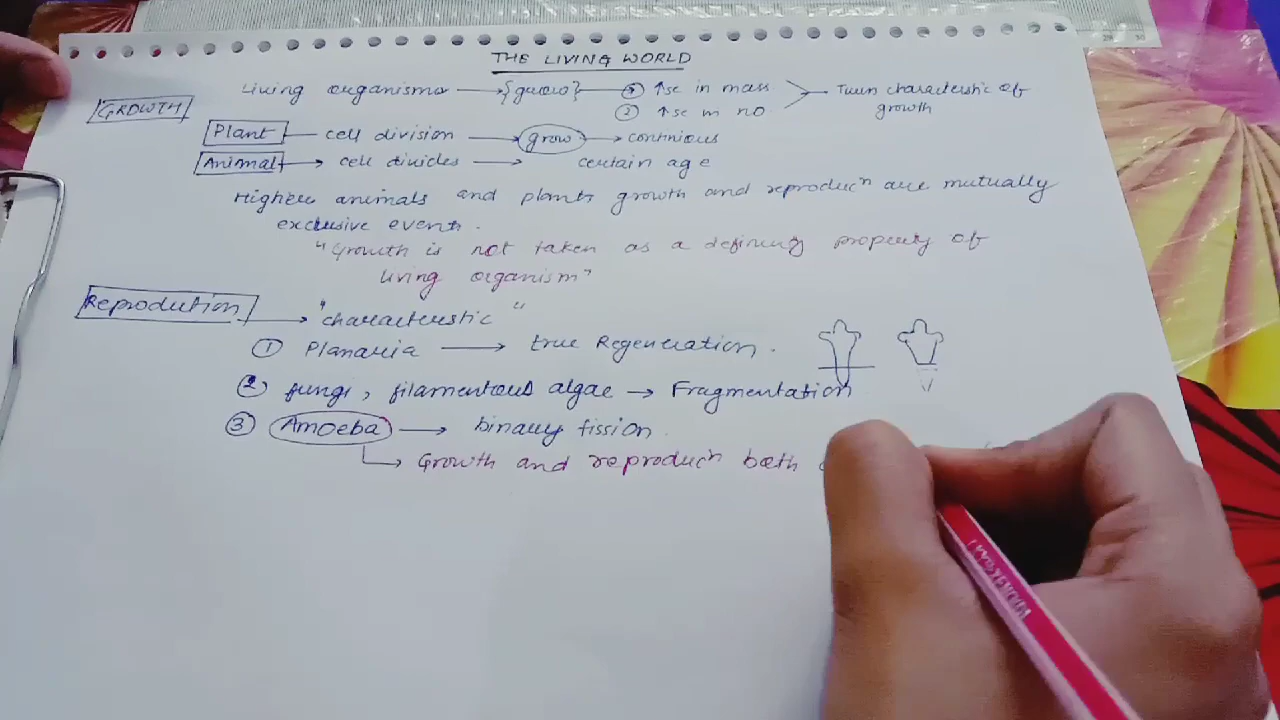 THE LIVING WORLD
Living organisms → {grow} → ① ↑se in mass → Twin characteristic of
② ↑se in no growth
GROWTH
Plant — cell division → grow → continious
Animal → cell divides → certain age
Higher animals and plants growth and reproducn are mutually
exclusive events.
"Growth is not taken as a defining property of
living organism"
Reprodution → "characteristic"
① Planaria → true Regeneration.
② fungi, filamentous algae → Fragmentation
③ Amoeba → binary fission.
Growth and reproducn both